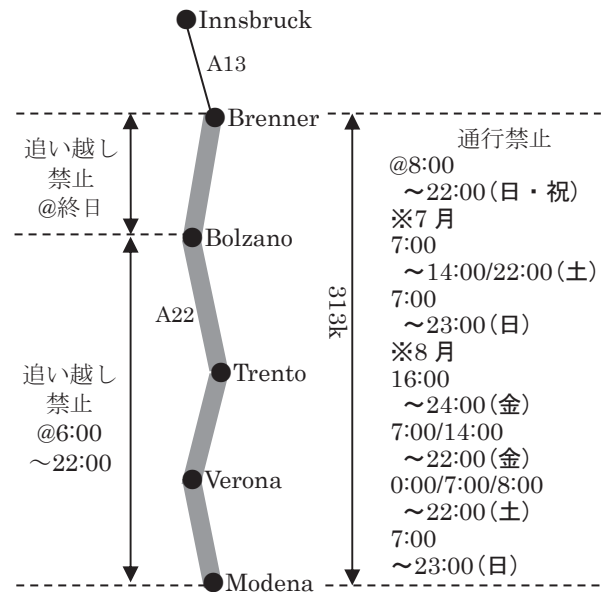 Innsbruck
A13
Brenner
追い越し
禁止
@終日
Bolzano
A22
Trento
追い越し
禁止
@6:00
～22:00
Verona
Modena
313k
通行禁止
@8:00
～22:00(日・祝)
※7 月
7:00
～14:00/22:00(土)
7:00
～23:00(日)
※8 月
16:00
～24:00(金)
7:00/14:00
～22:00(金)
0:00/7:00/8:00
～22:00(土)
7:00
～23:00(日)